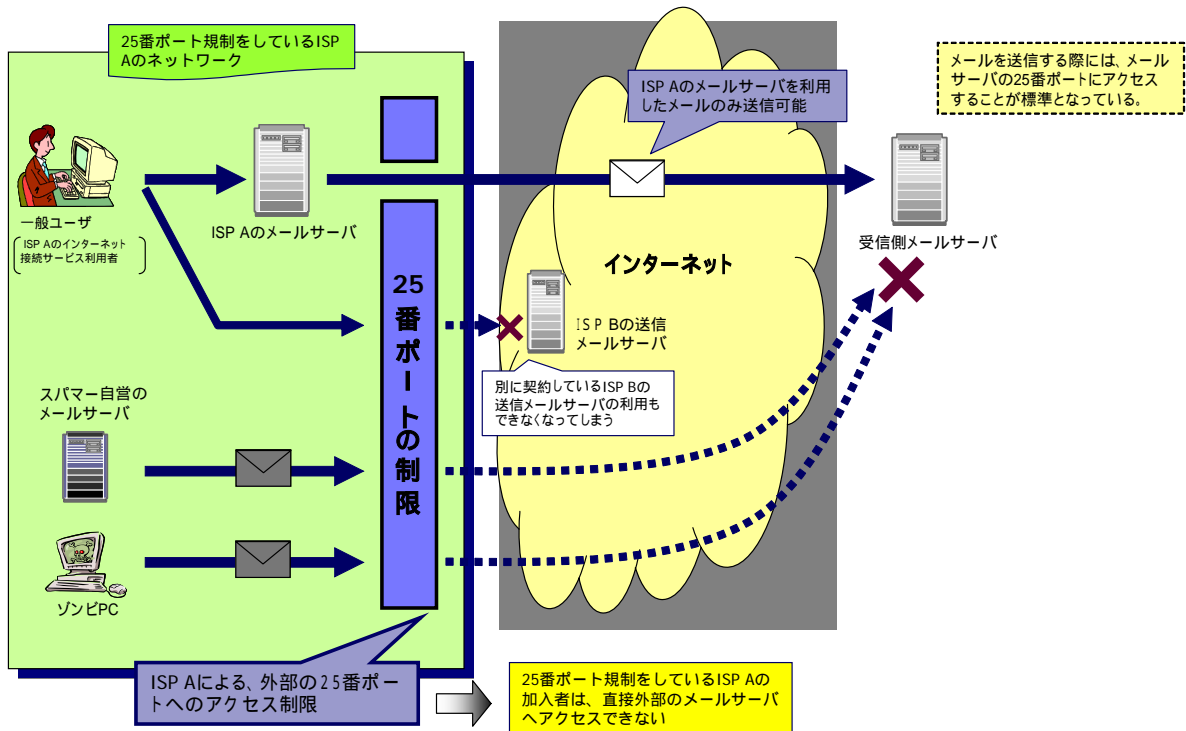 25番ポート規制をしているISP
Aのネットワーク
ISP Aのメールサーバを利用
したメールのみ送信可能
メールを送信する際には、メール
サーバの25番ポートにアクセス
することが標準となっている。
一般ユーザ
ISP Aのインターネット
接続サービス利用者
ISP Aのメールサーバ
受信側メールサーバ
インターネット
25番ポートの制限
ISP Bの送信
メールサーバ
別に契約しているISP Bの
送信メールサーバの利用も
できなくなってしまう
スパマー自営の
メールサーバ
ゾンビPC
ISP Aによる、外部の25番ポー
トへのアクセス制限
25番ポート規制をしているISP Aの
加入者は、直接外部のメールサーバ
へアクセスできない